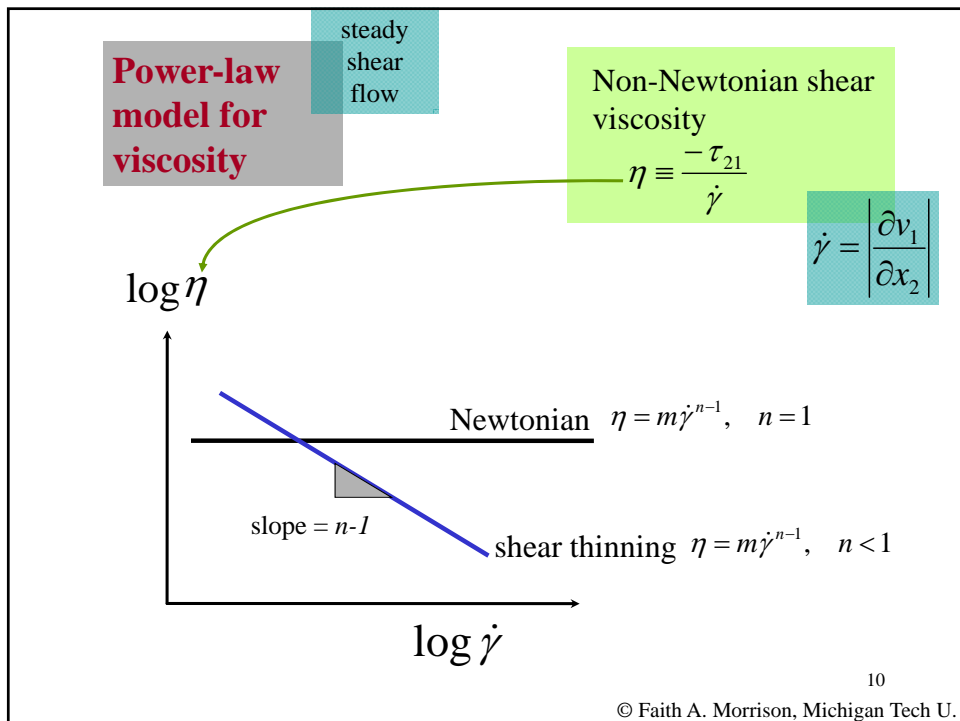 Power-law
model for
viscosity
steady
shear
flow
Non-Newtonian shear
viscosity
η ≡ −τ₂₁ / γ̇
γ̇ = |∂v₁ / ∂x₂|
log η
Newtonian η = mγ̇ⁿ⁻¹, n = 1
slope = n-1
shear thinning η = mγ̇ⁿ⁻¹, n < 1
log γ̇
10
© Faith A. Morrison, Michigan Tech U.